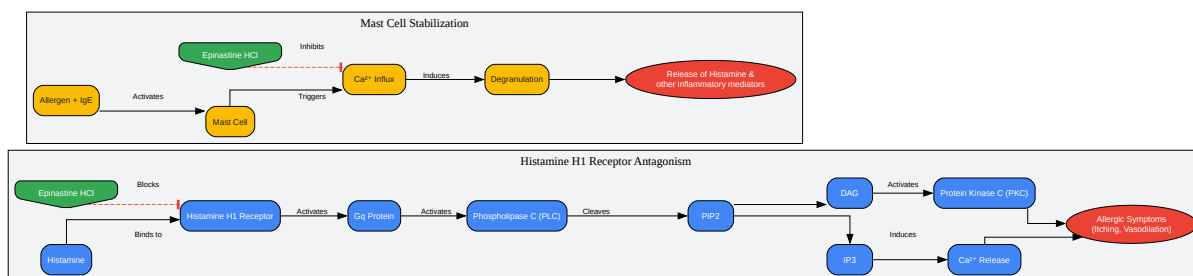 Mast Cell Stabilization
Epinastine HCl
Inhibits
Ca²⁺ Influx
Induces
Degranulation
Release of Histamine &
other inflammatory mediators
Allergen + IgE
Activates
Triggers
Mast Cell
Histamine H1 Receptor Antagonism
Epinastine HCl
Blocks
Histamine H1 Receptor
Activates
Gq Protein
Activates
Phospholipase C (PLC)
Cleaves
PIP2
DAG
Activates
Protein Kinase C (PKC)
Allergic Symptoms
(Itching, Vasodilation)
Binds to
Histamine
IP3
Induces
Ca²⁺ Release